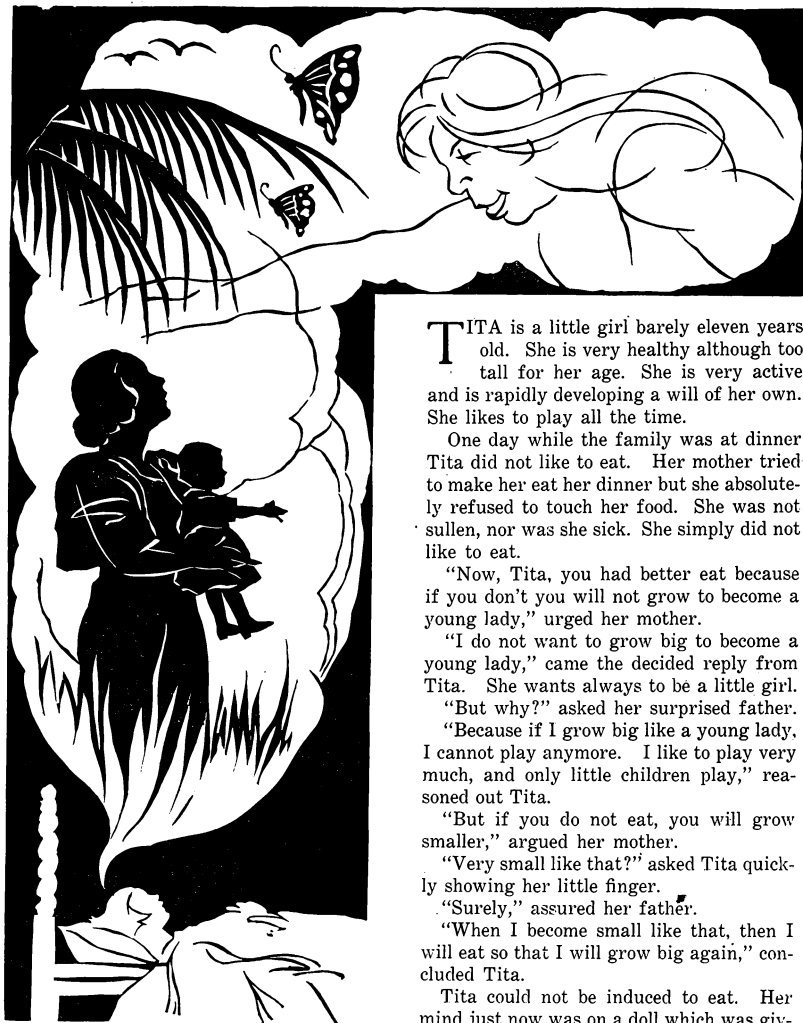 TITA is a little girl barely eleven years
old. She is very healthy although too
tall for her age. She is very active
and is rapidly developing a will of her own.
She likes to play all the time.
One day while the family was at dinner
Tita did not like to eat. Her mother tried
to make her eat her dinner but she absolute-
ly refused to touch her food. She was not
sullen, nor was she sick. She simply did not
like to eat.
"Now, Tita, you had better eat because
if you don't you will not grow to become a
young lady," urged her mother.
"I do not want to grow big to become a
young lady," came the decided reply from
Tita. She wants always to be a little girl.
"But why?" asked her surprised father.
"Because if I grow big like a young lady,
I cannot play anymore. I like to play very
much, and only little children play," rea-
soned out Tita.
"But if you do not eat, you will grow
smaller," argued her mother.
"Very small like that?" asked Tita quick-
ly showing her little finger.
"Surely," assured her father.
"When I become small like that, then I
will eat so that I will grow big again," con-
cluded Tita.
Tita could not be induced to eat. Her
mind just now was on a doll which was giv-